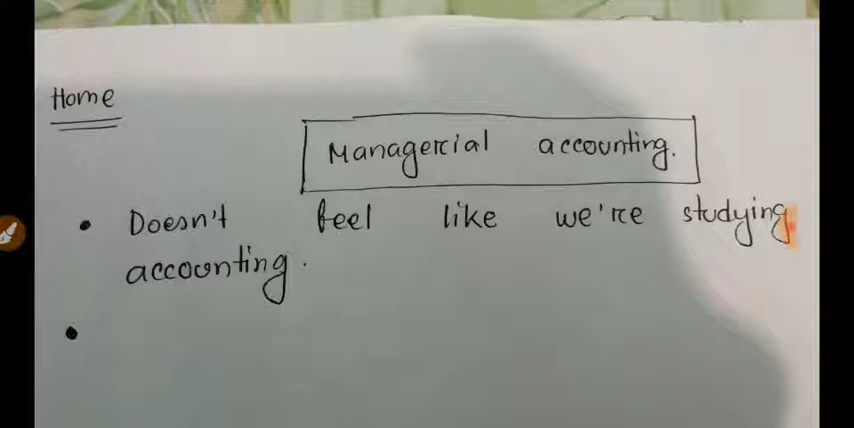 Home
Managerial accounting.
• Doesn't feel like we're studying
accounting.
•